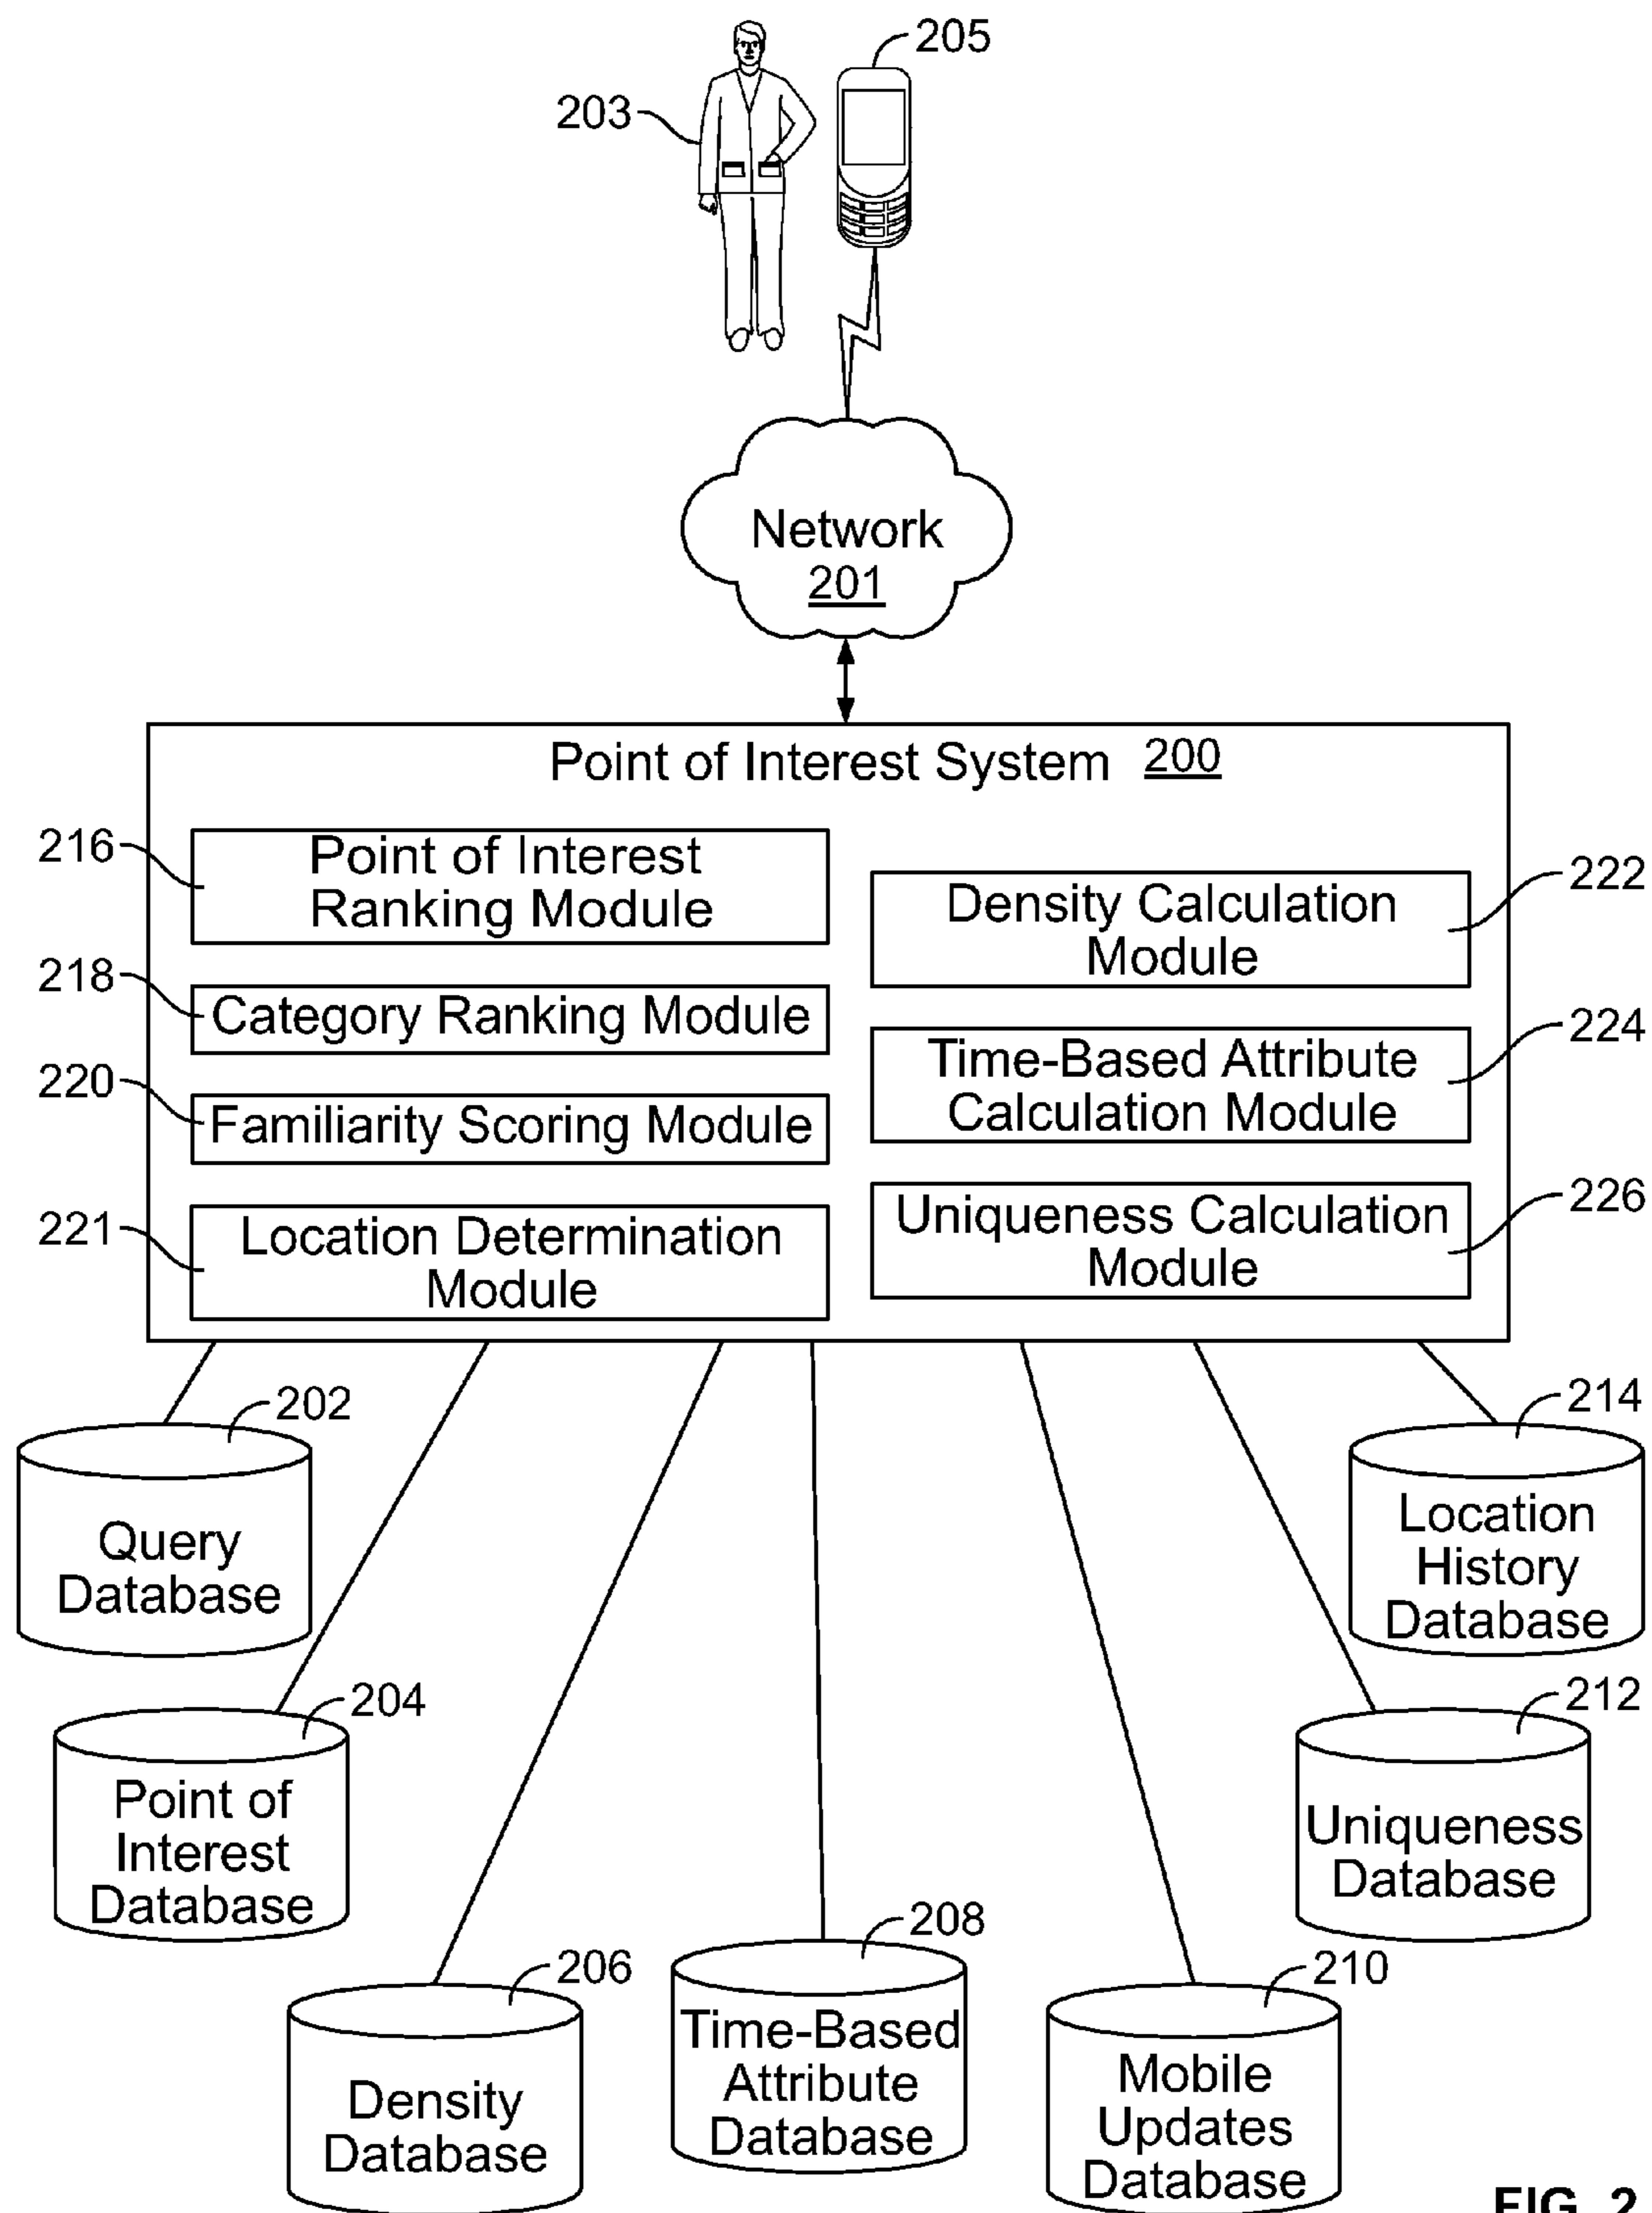 205
203
Network
201
Point of Interest System 200
216
Point of Interest
Ranking Module
222
Density Calculation
Module
218
Category Ranking Module
224
Time-Based Attribute
Calculation Module
220
Familiarity Scoring Module
226
Uniqueness Calculation
Module
221
Location Determination
Module
202
Query
Database
214
Location
History
Database
204
Point of
Interest
Database
212
Uniqueness
Database
206
Density
Database
208
Time-Based
Attribute
Database
210
Mobile
Updates
Database
FIG. 2